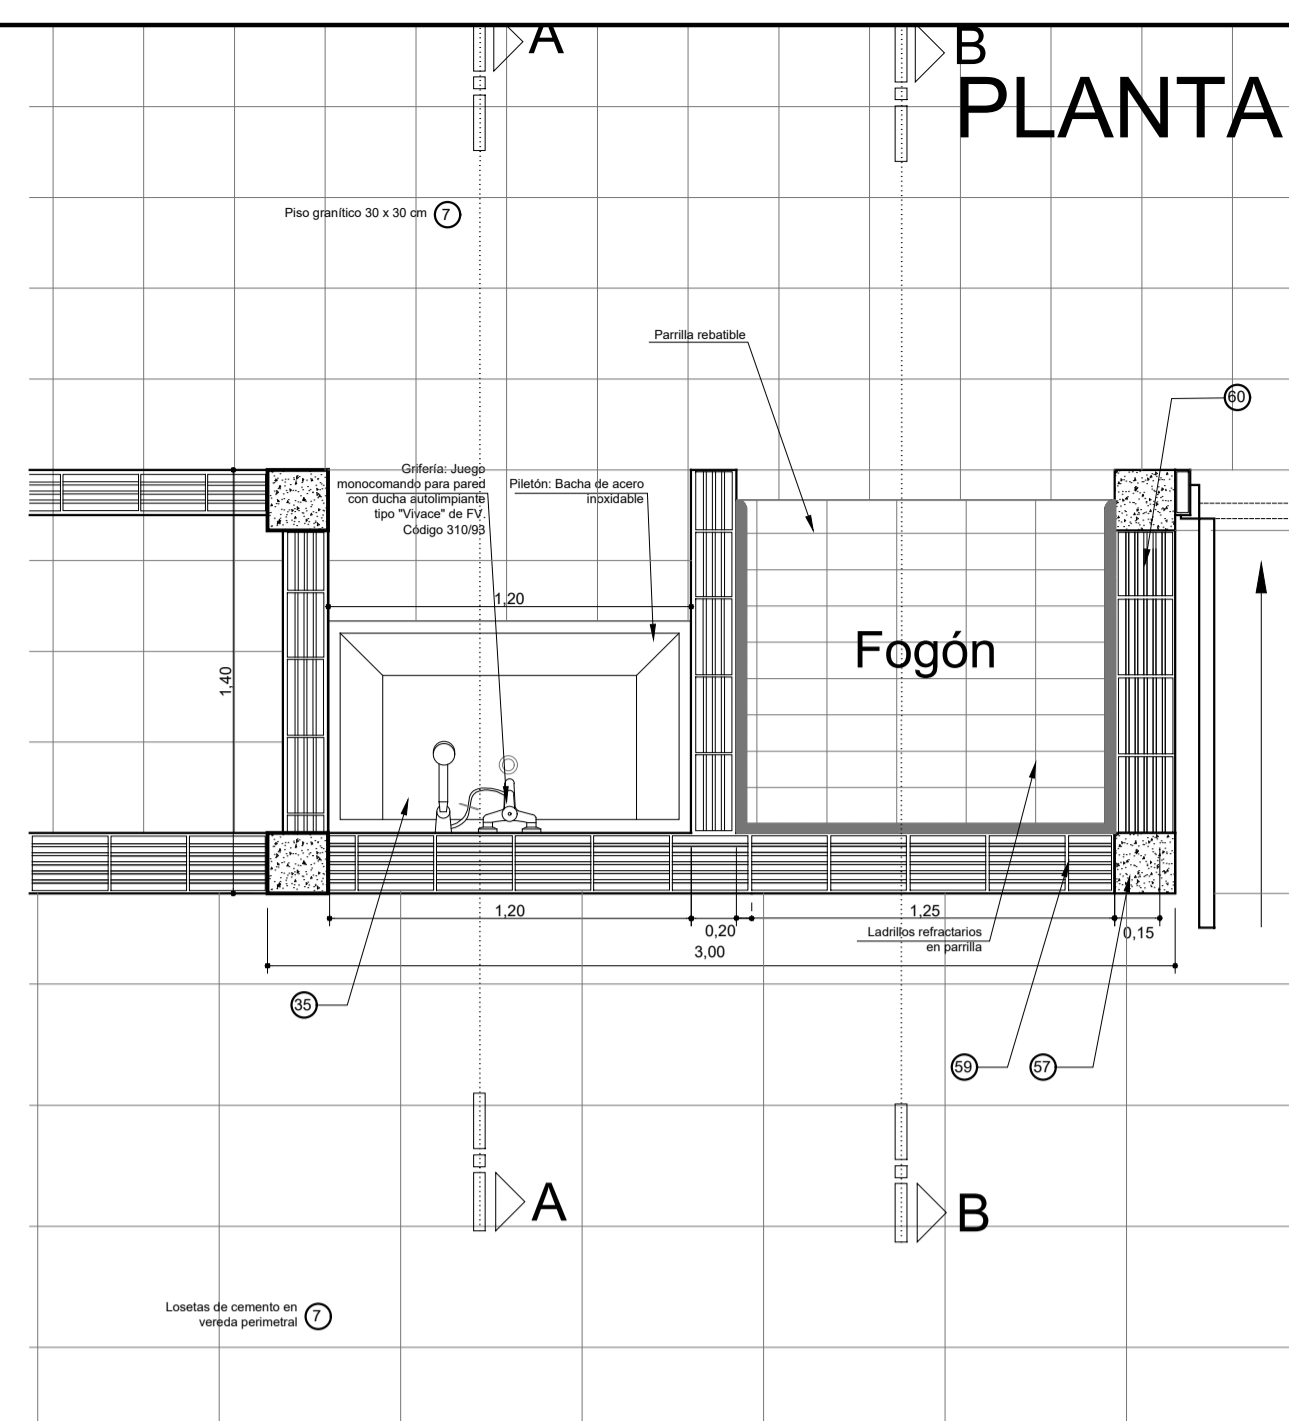 A
B
PLANTA
Piso granítico 30 x 30 cm 7
Parrilla rebatible
60
Grifería: Juego
monocomando para pared
con ducha autolimpiante
tipo "Vivace" de FV.
Código 310/93
Piletón: Bacha de acero
inoxidable
1,20
Fogón
1,40
1,20
0,20
1,25
0,15
Ladrillos refractarios
en parrilla
3,00
35
59
57
A
B
Losetas de cemento en
vereda perimetral
7